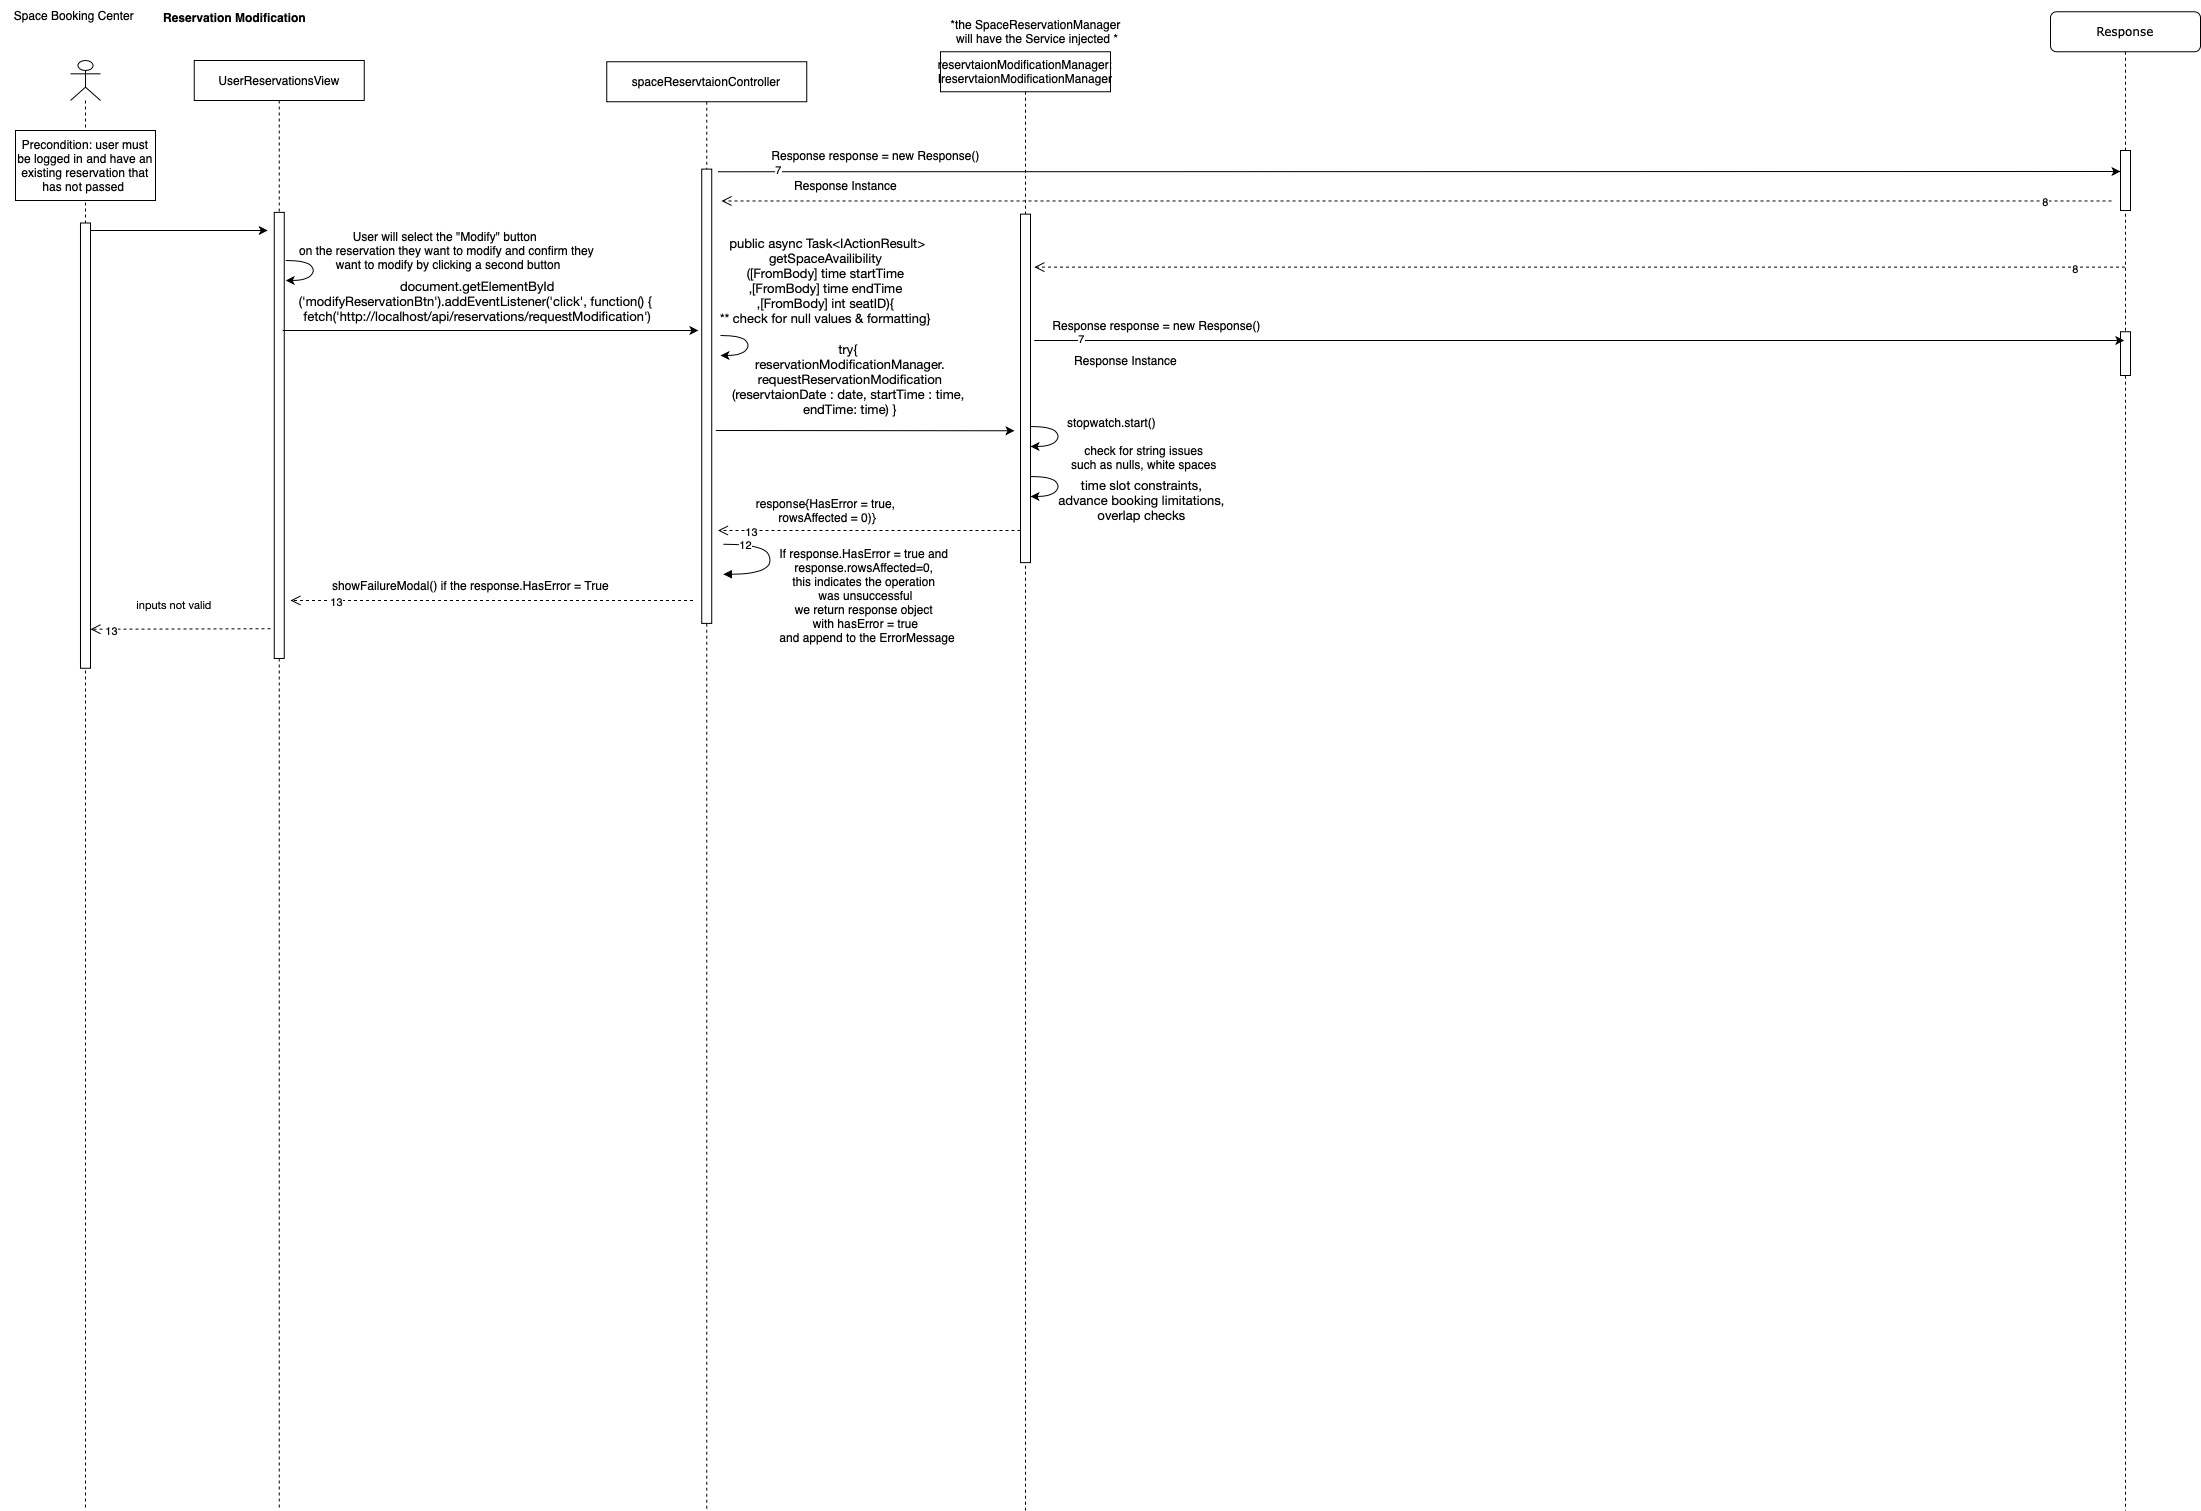 Space Booking Center
Reservation Modification
*the SpaceReservationManager
will have the Service injected *
Response
UserReservationsView
spaceReservtaionController
reservtaionModificationManager:
IreservtaionModificationManager
Precondition: user must
be logged in and have an
existing reservation that
has not passed
Response response = new Response()
7
Response Instance
8
User will select the "Modify" button
on the reservation they want to modify and confirm they
want to modify by clicking a second button
document.getElementById
('modifyReservationBtn').addEventListener('click', function() {
fetch('http://localhost/api/reservations/requestModification')
public async Task<IActionResult>
getSpaceAvailibility
([FromBody] time startTime
,[FromBody] time endTime
,[FromBody] int seatID){
** check for null values & formatting}
8
Response response = new Response()
7
Response Instance
try{
reservationModificationManager.
requestReservationModification
(reservtaionDate : date, startTime : time,
endTime: time) }
stopwatch.start()
check for string issues
such as nulls, white spaces
time slot constraints,
advance booking limitations,
overlap checks
response{HasError = true,
rowsAffected = 0)}
13
12
If response.HasError = true and
response.rowsAffected=0,
this indicates the operation
was unsuccessful
we return response object
with hasError = true
and append to the ErrorMessage
showFailureModal() if the response.HasError = True
13
inputs not valid
13